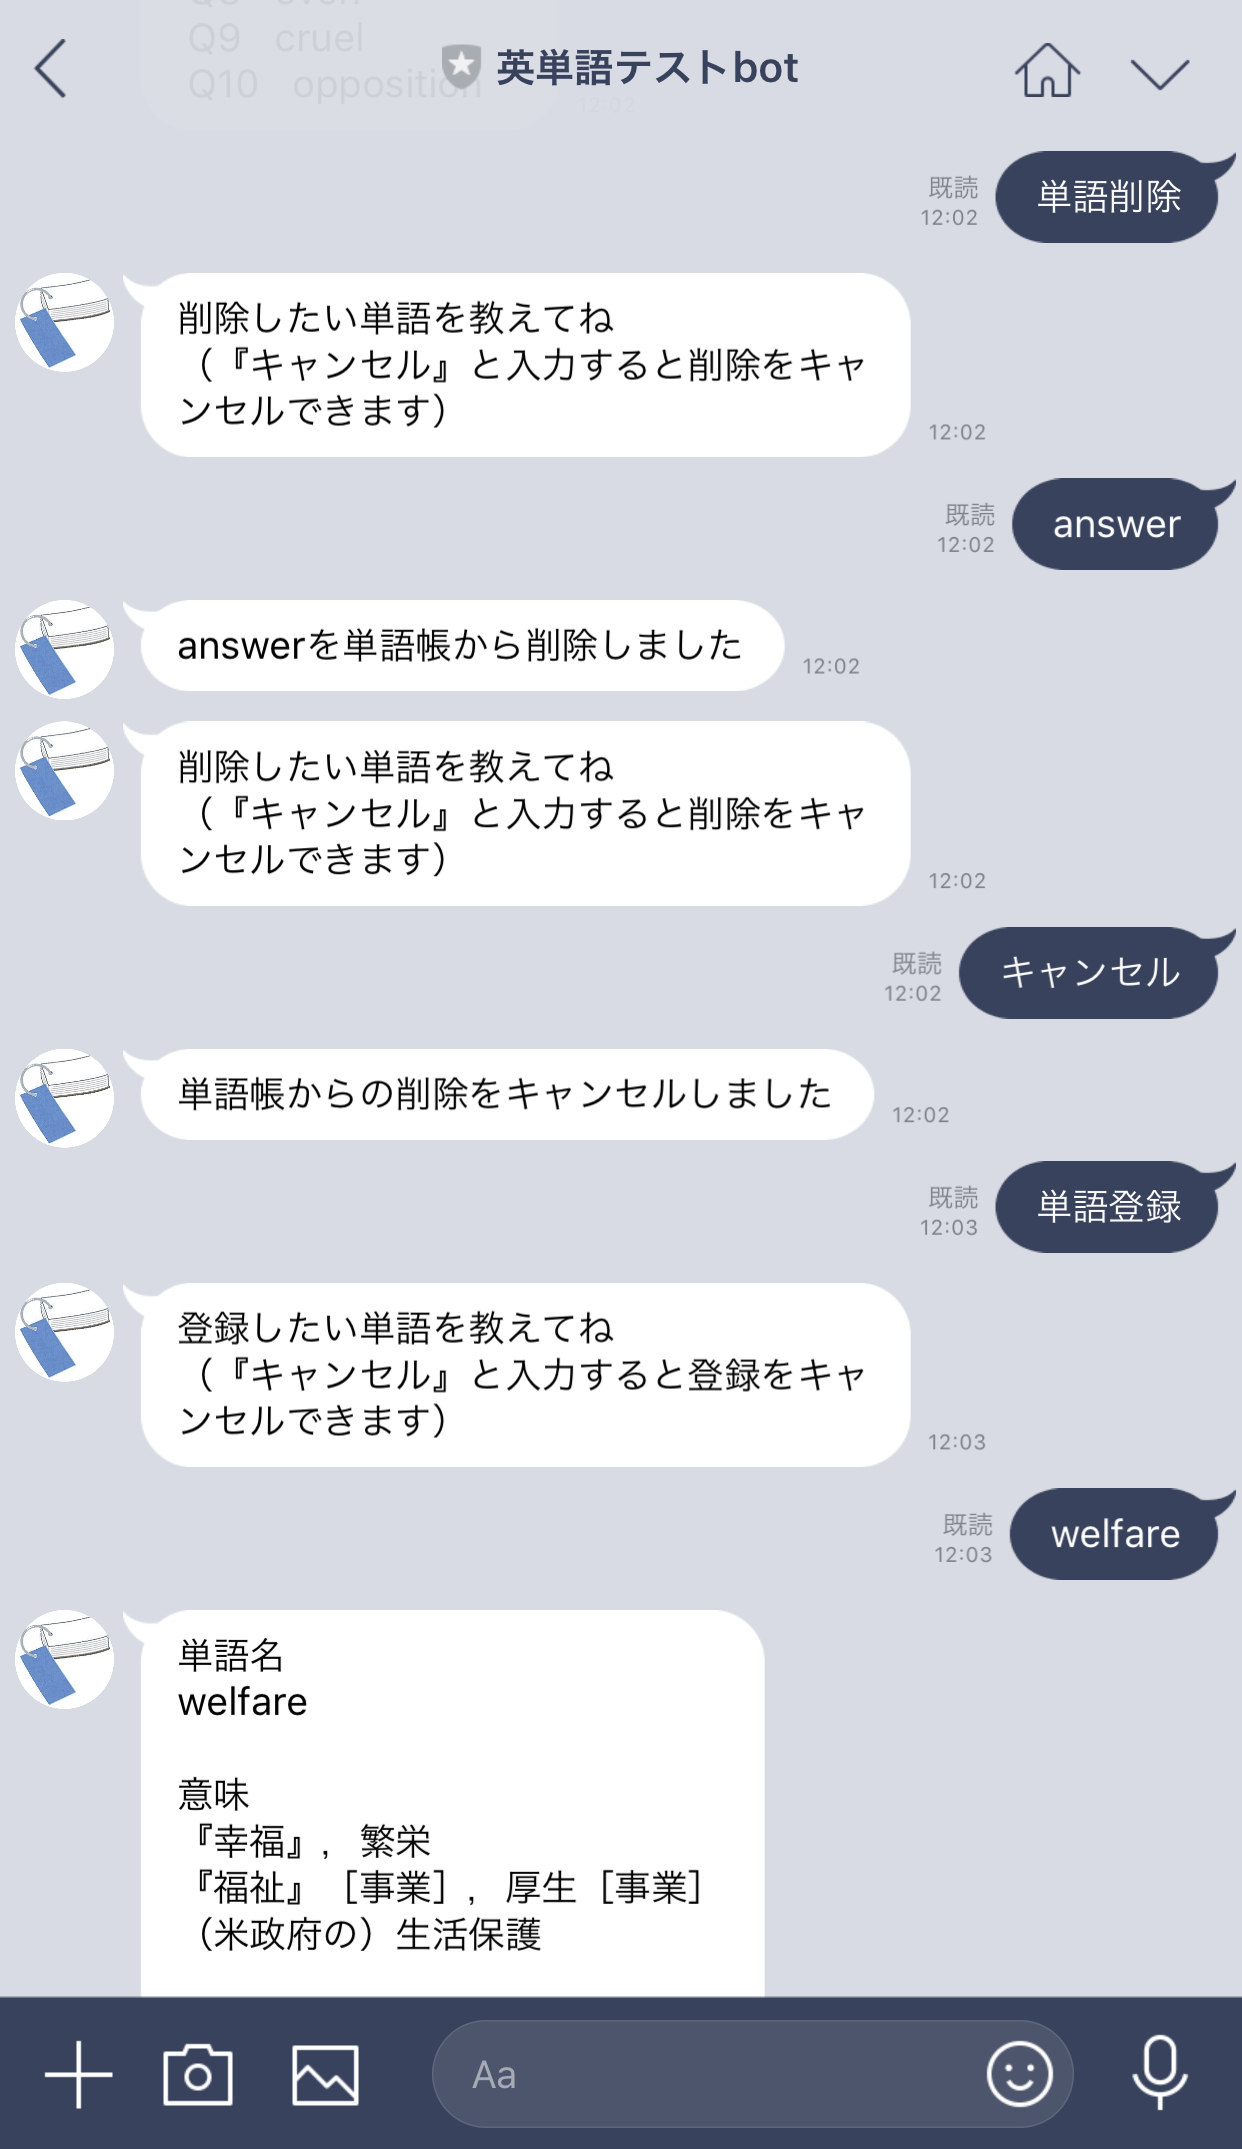 Q9 cruel
Q10 opposition
英単語テストbot
12:02
単語削除
既読
12:02
削除したい単語を教えてね
（『キャンセル』と入力すると削除をキャ
ンセルできます）
12:02
answer
既読
12:02
answerを単語帳から削除しました
12:02
削除したい単語を教えてね
（『キャンセル』と入力すると削除をキャ
ンセルできます）
12:02
キャンセル
既読
12:02
単語帳からの削除をキャンセルしました
12:02
単語登録
既読
12:03
登録したい単語を教えてね
（『キャンセル』と入力すると登録をキャ
ンセルできます）
12:03
welfare
既読
12:03
単語名
welfare
意味
『幸福』，繁栄
『福祉』［事業］，厚生［事業］
（米政府の）生活保護
Aa